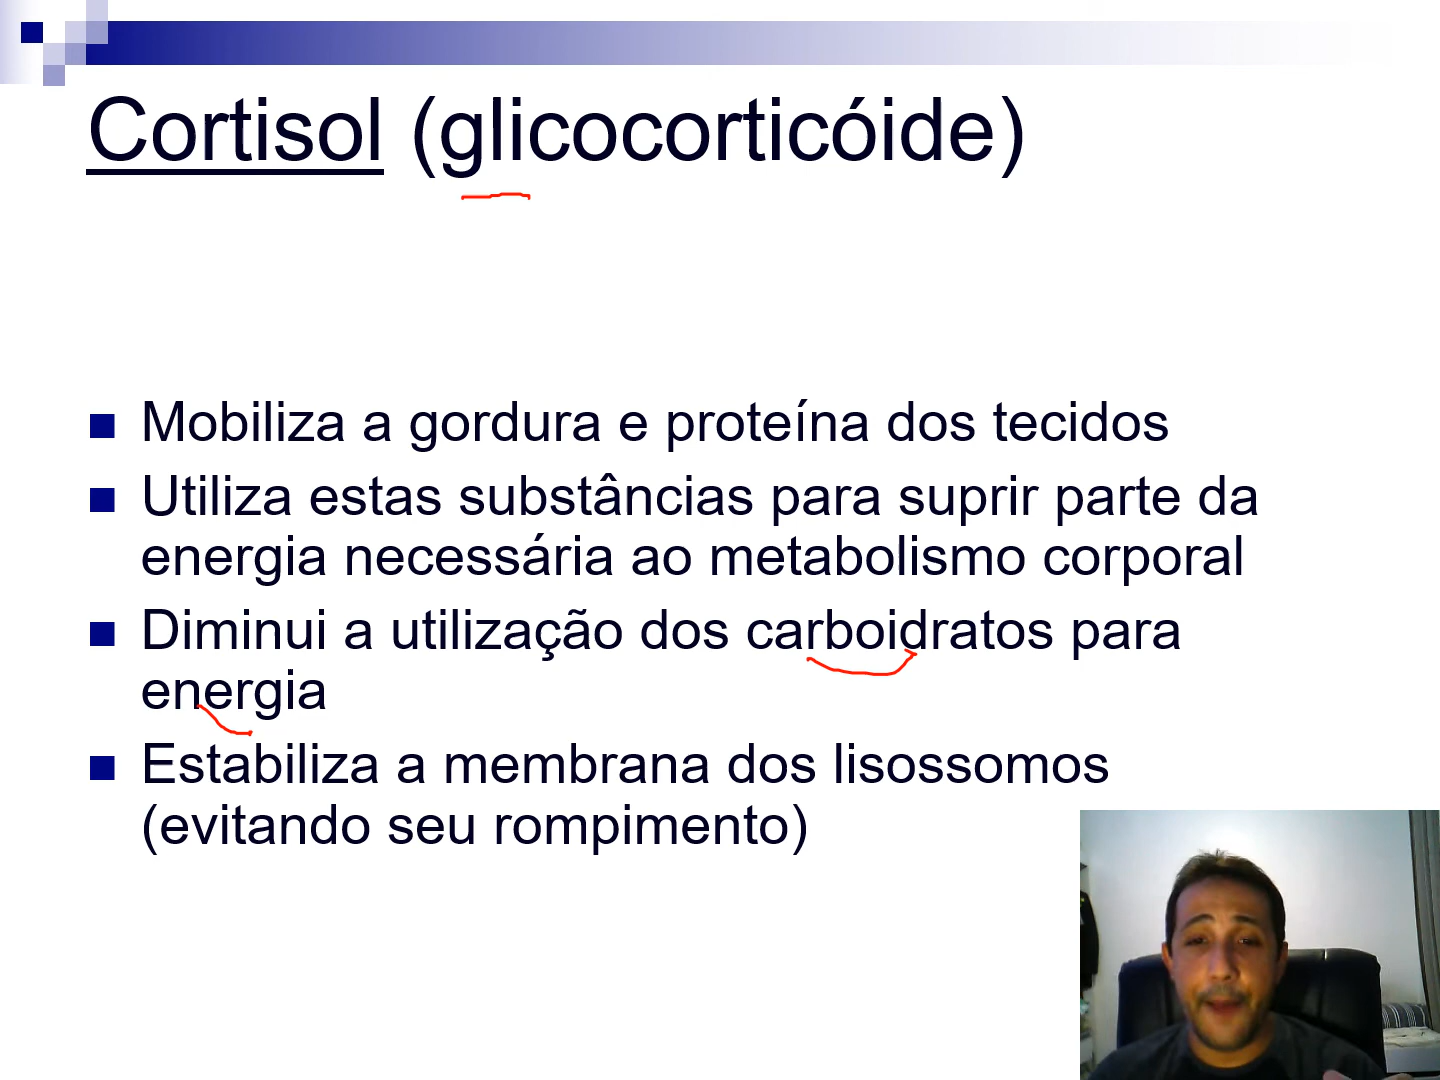 Cortisol (glicocorticóide)
Mobiliza a gordura e proteína dos tecidos
Utiliza estas substâncias para suprir parte da
energia necessária ao metabolismo corporal
Diminui a utilização dos carboidratos para
energia
Estabiliza a membrana dos lisossomos
(evitando seu rompimento)